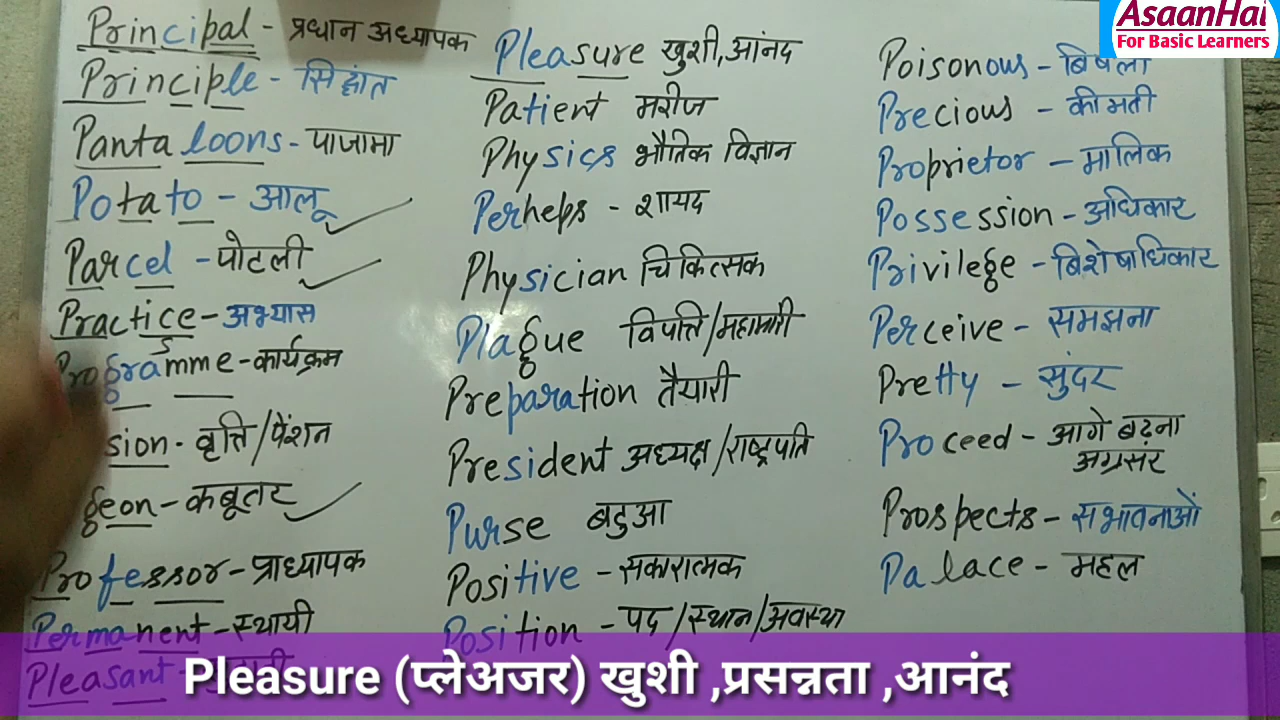 AsaanHai
For Basic Learners
Principal - प्रधान अध्यापक
Principle - सिद्धांत
Pantaloons - पाजामा
Potato - आलू
Parcel - पोटली
Practice - अभ्यास
S
Programme - कार्यक्रम
sion - वृत्ति/पेंशन
geon - कबूतर
Professor - प्राध्यापक
Permanent - स्थायी
Pleasant
Pleasure खुशी, आंनद
Patient मरीज
Physics भौतिक विज्ञान
Perheps - शायद
Physician चिकित्सक
Plague विपत्ति/महामारी
Preparation तैयारी
President अध्यक्ष/राष्ट्रपति
Purse बटुआ
Positive - सकारात्मक
Position - पद/स्थान/अवस्था
Poisonous - बिषैला
Precious - कीमती
Proprietor - मालिक
Possession - अधिकार
Privilege - बिशेषाधिकार
Perceive - समझना
Pretty - सुंदर
Proceed - आगे बढ़ना
अग्रसर
Prospects - संभावनाओं
Palace - महल
Pleasure (प्लेअजर) खुशी ,प्रसन्नता ,आनंद